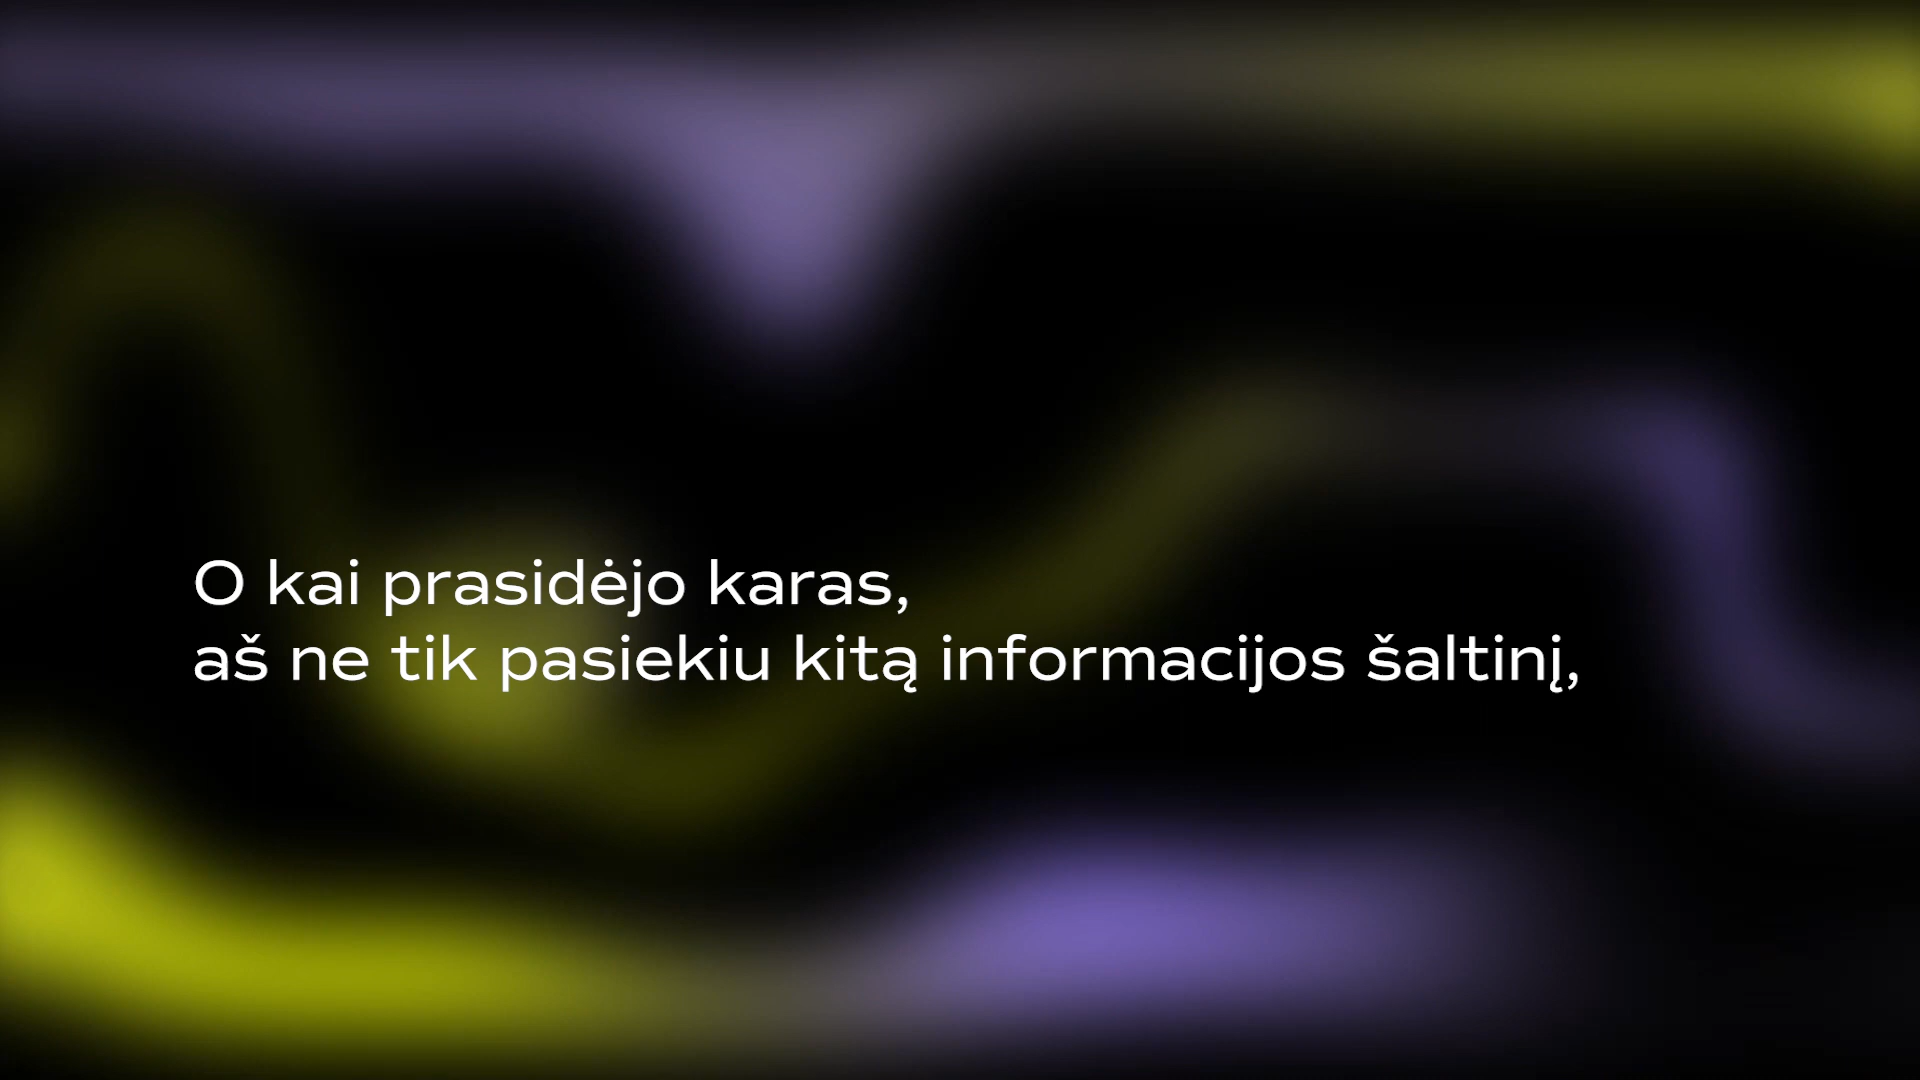 O kai prasidėjo karas,
aš ne tik pasiekiu kitą informacijos šaltinį,